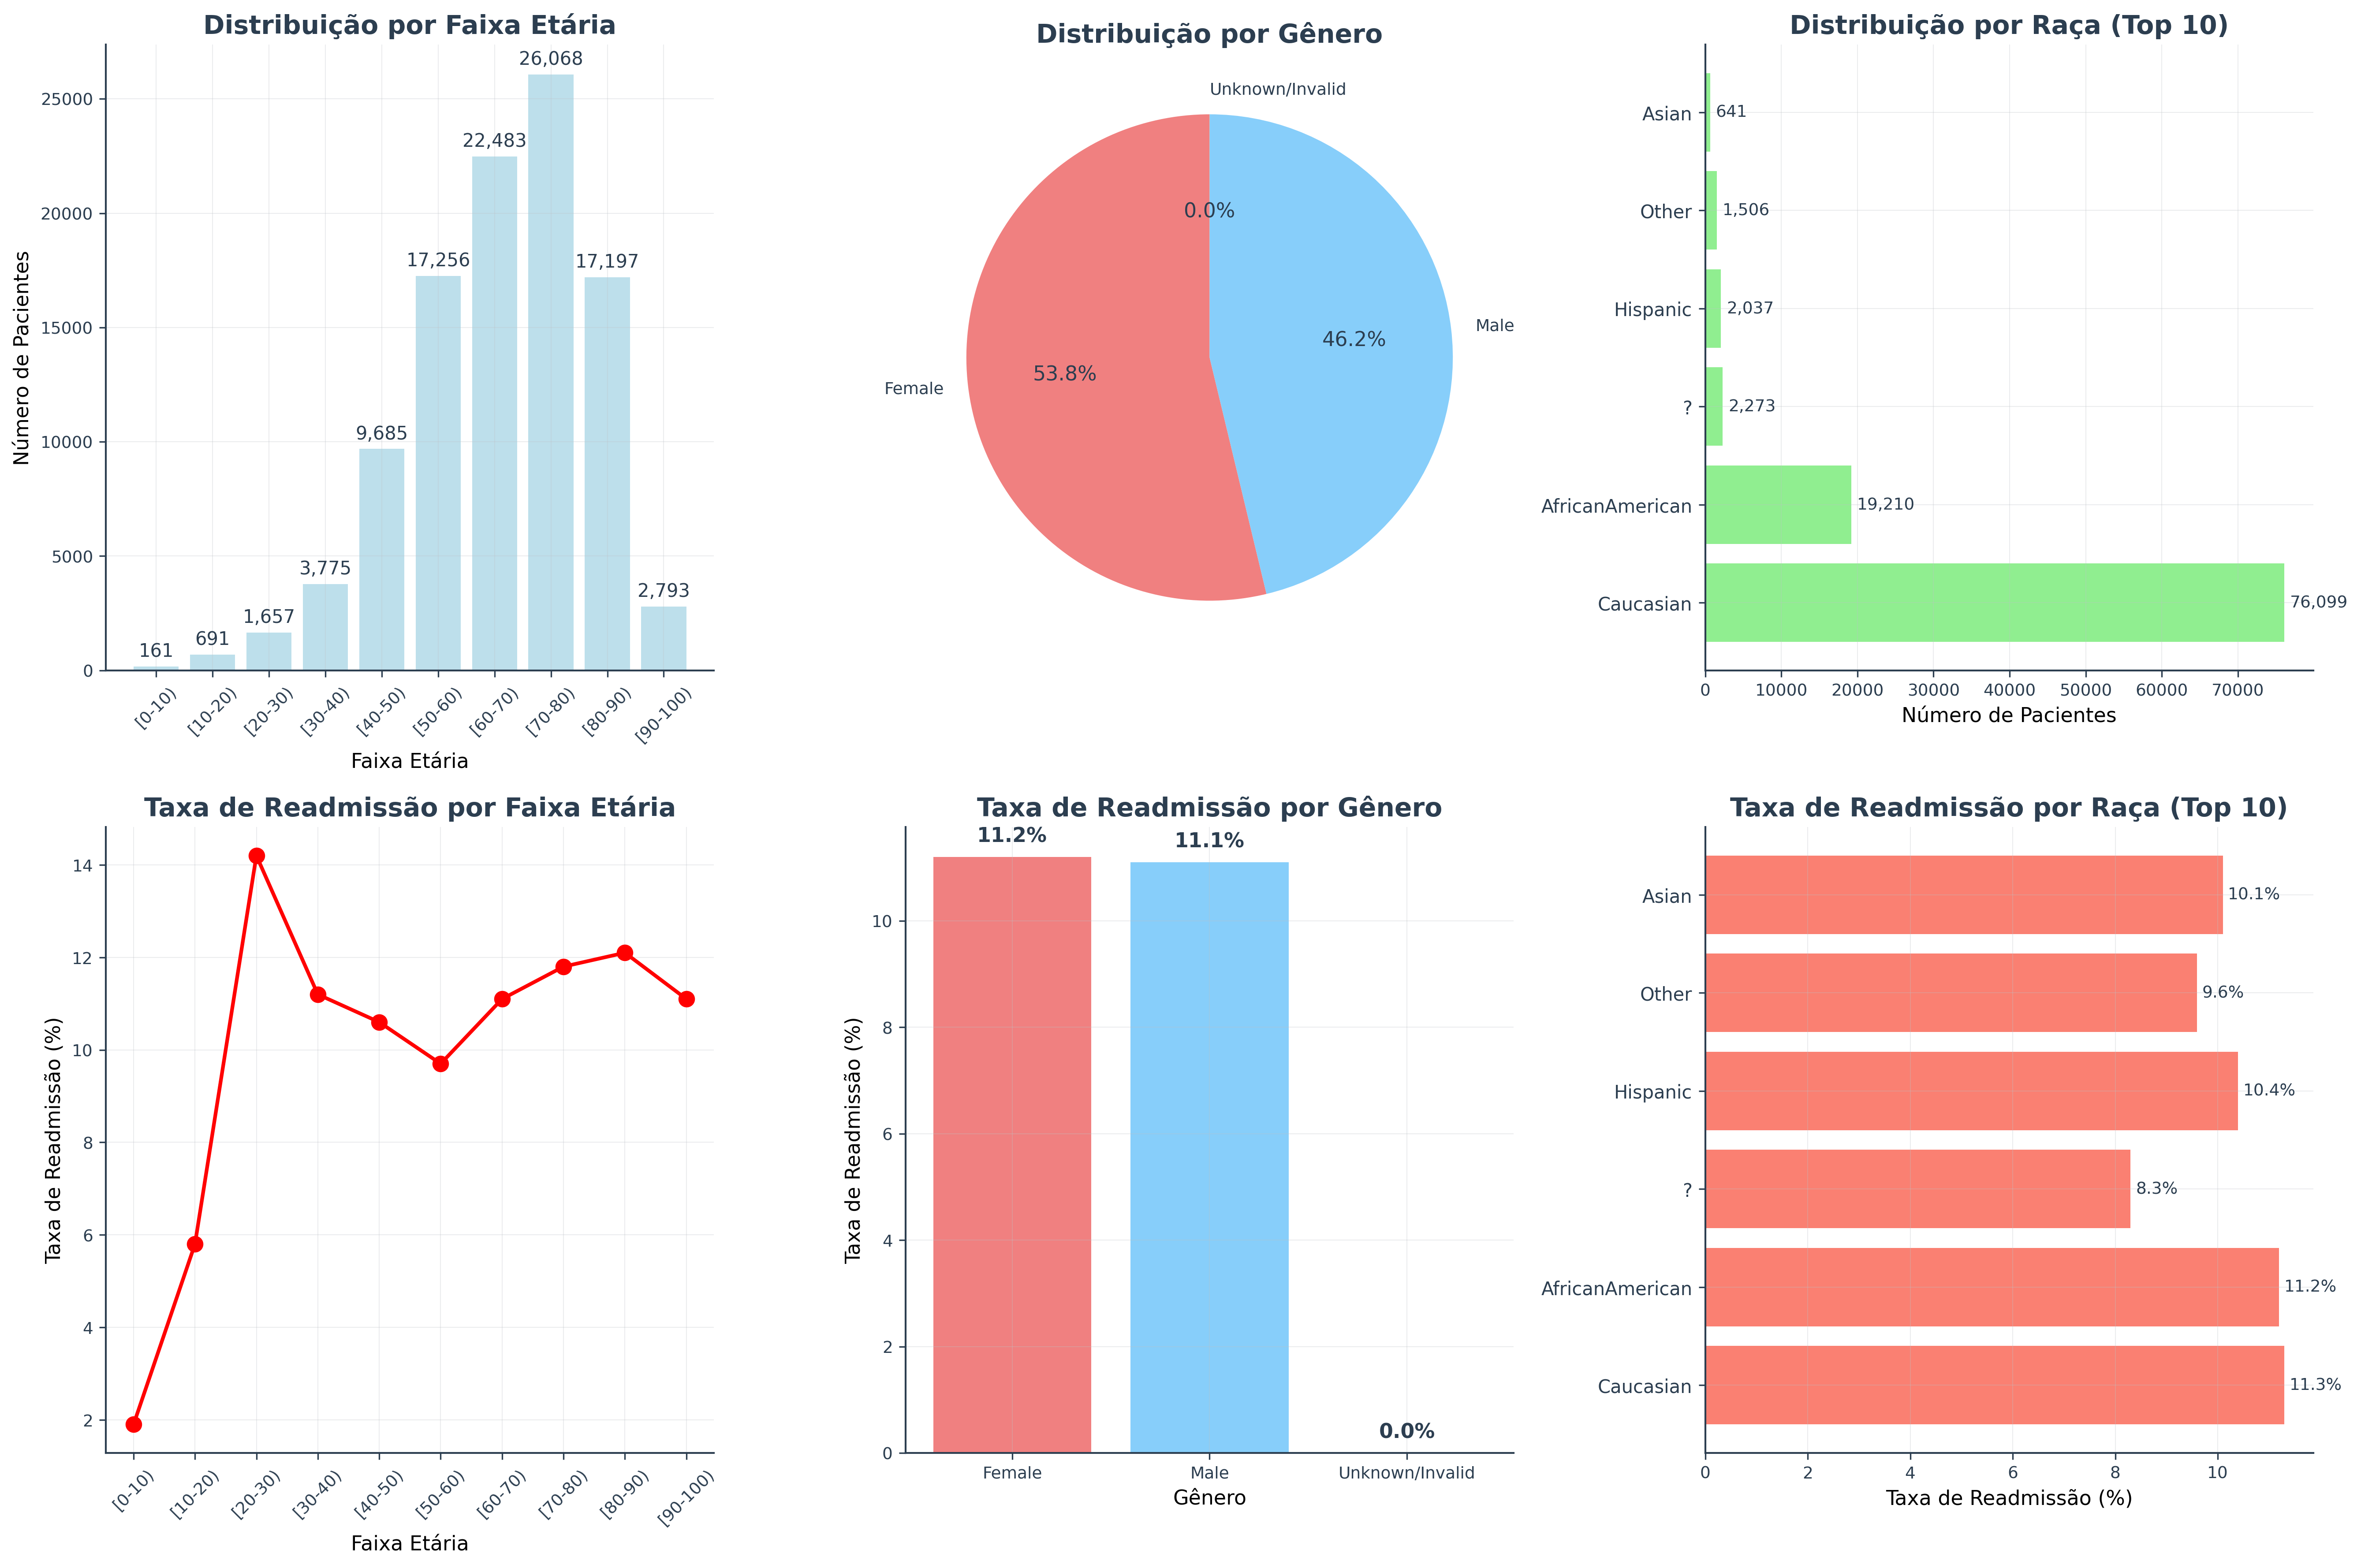 Distribuição por Faixa Etária
Número de Pacientes
25000
20000
15000
10000
5000
0
161
691
1,657
3,775
9,685
17,256
22,483
26,068
17,197
2,793
[0-10)
[10-20)
[20-30)
[30-40)
[40-50)
[50-60)
[60-70)
[70-80)
[80-90)
[90-100)
Faixa Etária
Distribuição por Gênero
Unknown/Invalid
0.0%
Male
46.2%
53.8%
Female
Distribuição por Raça (Top 10)
Asian
641
Other
1,506
Hispanic
2,037
?
2,273
AfricanAmerican
19,210
Caucasian
76,099
0
10000
20000
30000
40000
50000
60000
70000
Número de Pacientes
Taxa de Readmissão por Faixa Etária
Taxa de Readmissão (%)
14
12
10
8
6
4
2
[0-10)
[10-20)
[20-30)
[30-40)
[40-50)
[50-60)
[60-70)
[70-80)
[80-90)
[90-100)
Faixa Etária
Taxa de Readmissão por Gênero
Taxa de Readmissão (%)
11.2%
11.1%
0.0%
10
8
6
4
2
0
Female
Male
Unknown/Invalid
Gênero
Taxa de Readmissão por Raça (Top 10)
Asian
10.1%
Other
9.6%
Hispanic
10.4%
?
8.3%
AfricanAmerican
11.2%
Caucasian
11.3%
0
2
4
6
8
10
Taxa de Readmissão (%)